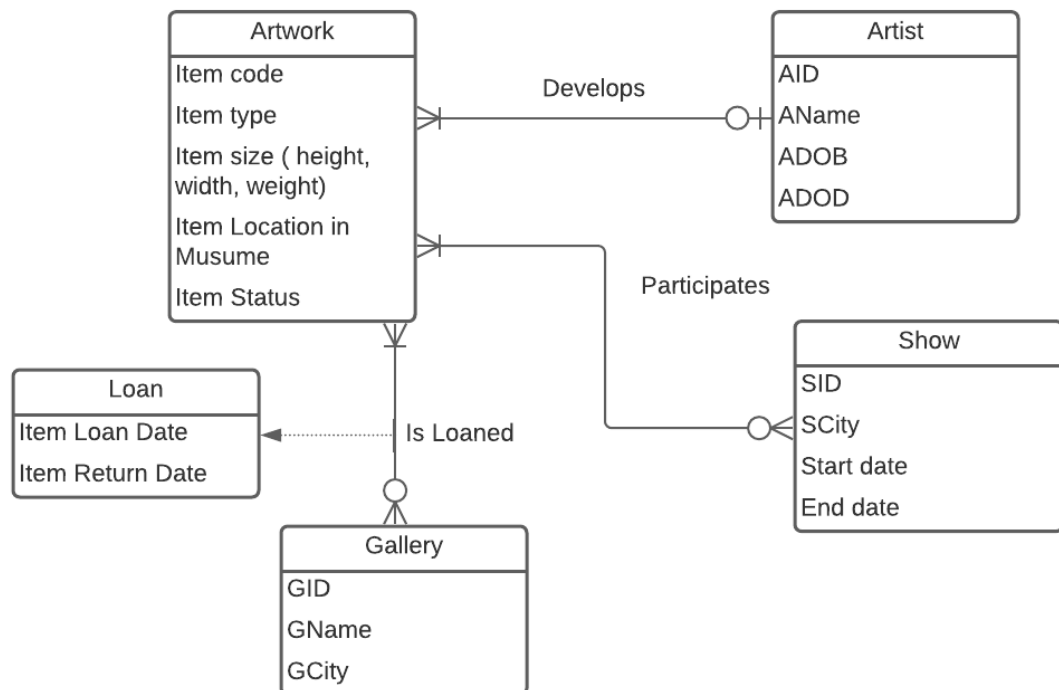 Artwork
Item code
Item type
Item size ( height,
width, weight)
Item Location in
Musume
Item Status
Develops
Artist
AID
AName
ADOB
ADOD
Participates
Show
SID
SCity
Start date
End date
Loan
Item Loan Date
Item Return Date
Is Loaned
Gallery
GID
GName
GCity